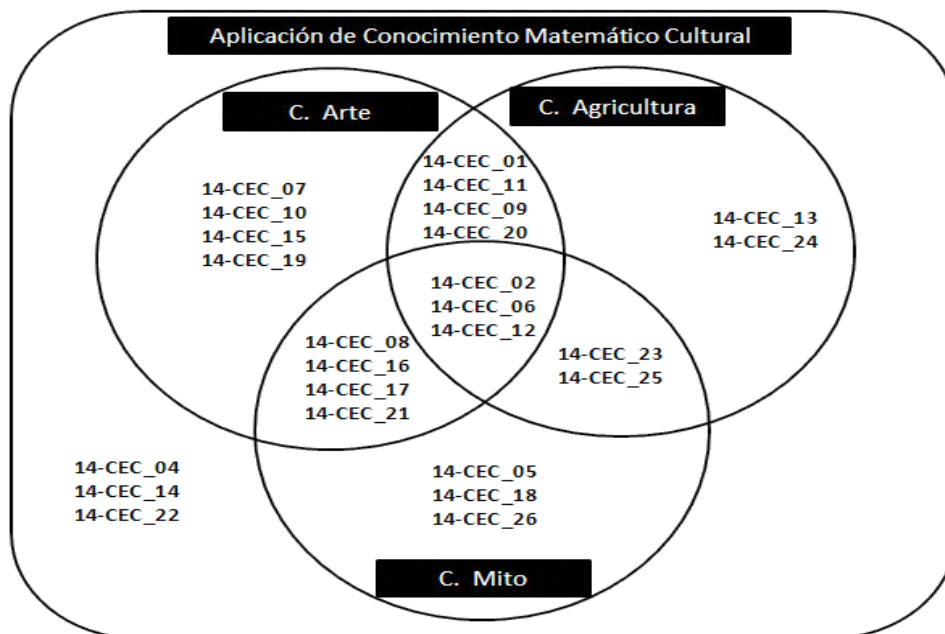 Aplicación de Conocimiento Matemático Cultural
C. Arte
C. Agricultura
14-CEC_01
14-CEC_11
14-CEC_09
14-CEC_20
14-CEC_07
14-CEC_10
14-CEC_15
14-CEC_19
14-CEC_13
14-CEC_24
14-CEC_02
14-CEC_06
14-CEC_12
14-CEC_08
14-CEC_16
14-CEC_17
14-CEC_21
14-CEC_23
14-CEC_25
14-CEC_04
14-CEC_14
14-CEC_22
14-CEC_05
14-CEC_18
14-CEC_26
C. Mito